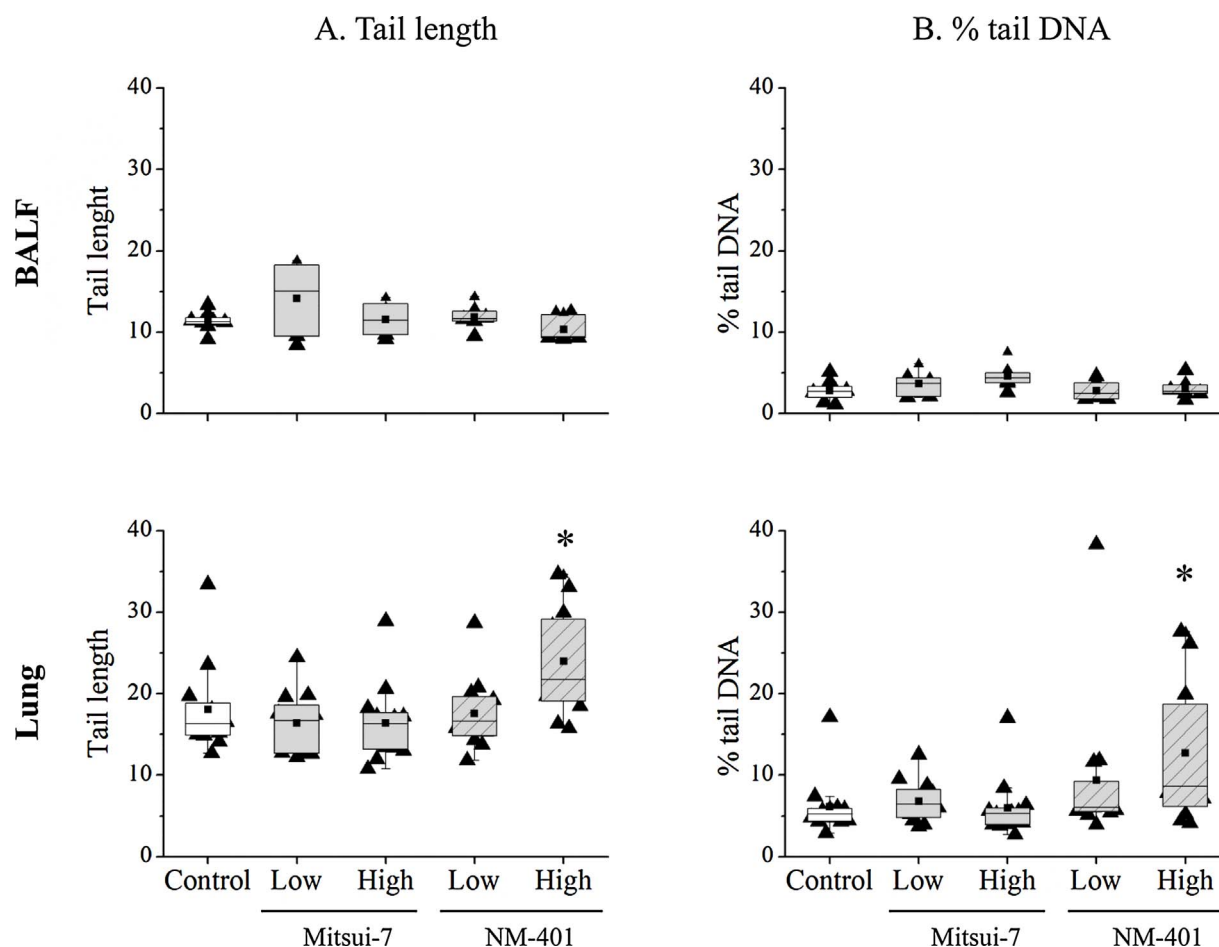 A. Tail length
B. % tail DNA
BALF
Tail lenght
40
30
20
10
0
% tail DNA
40
30
20
10
0
Lung
Tail length
40
30
20
10
0
*
Control Low High Low High
Mitsui-7 NM-401
% tail DNA
40
30
20
10
0
*
Control Low High Low High
Mitsui-7 NM-401